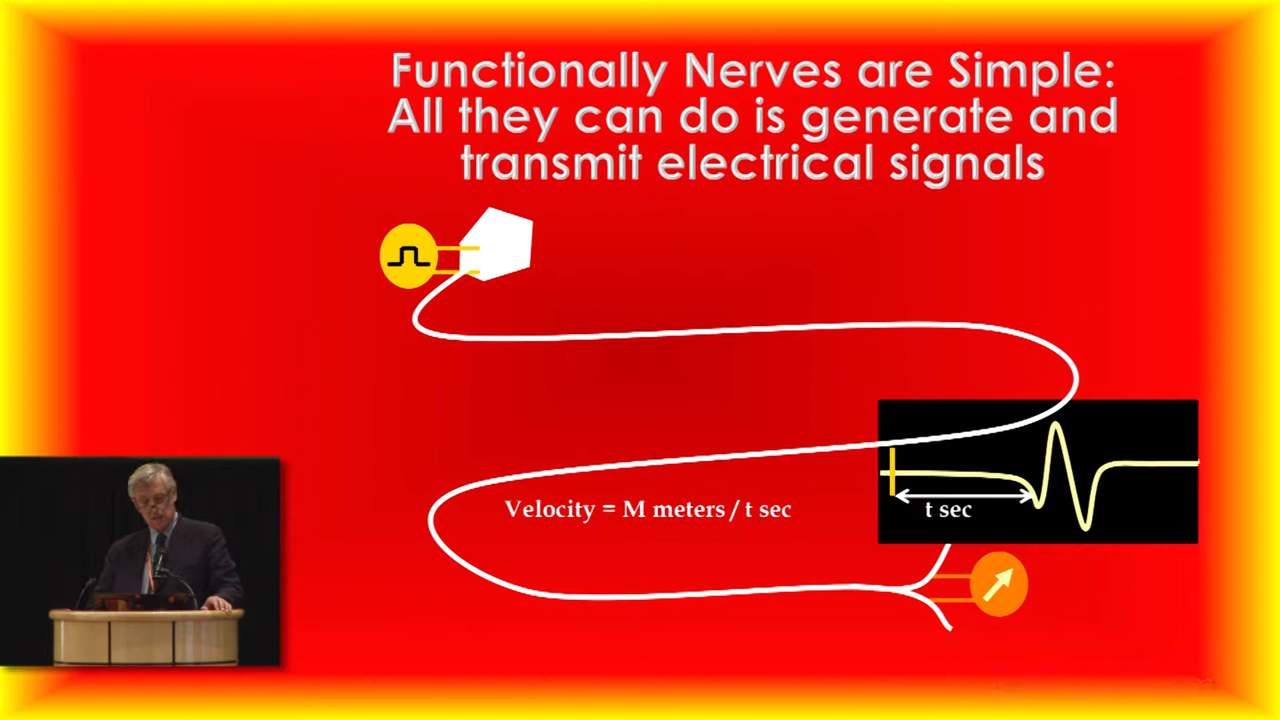 Functionally Nerves are Simple:
All they can do is generate and
transmit electrical signals
Velocity = M meters / t sec
t sec